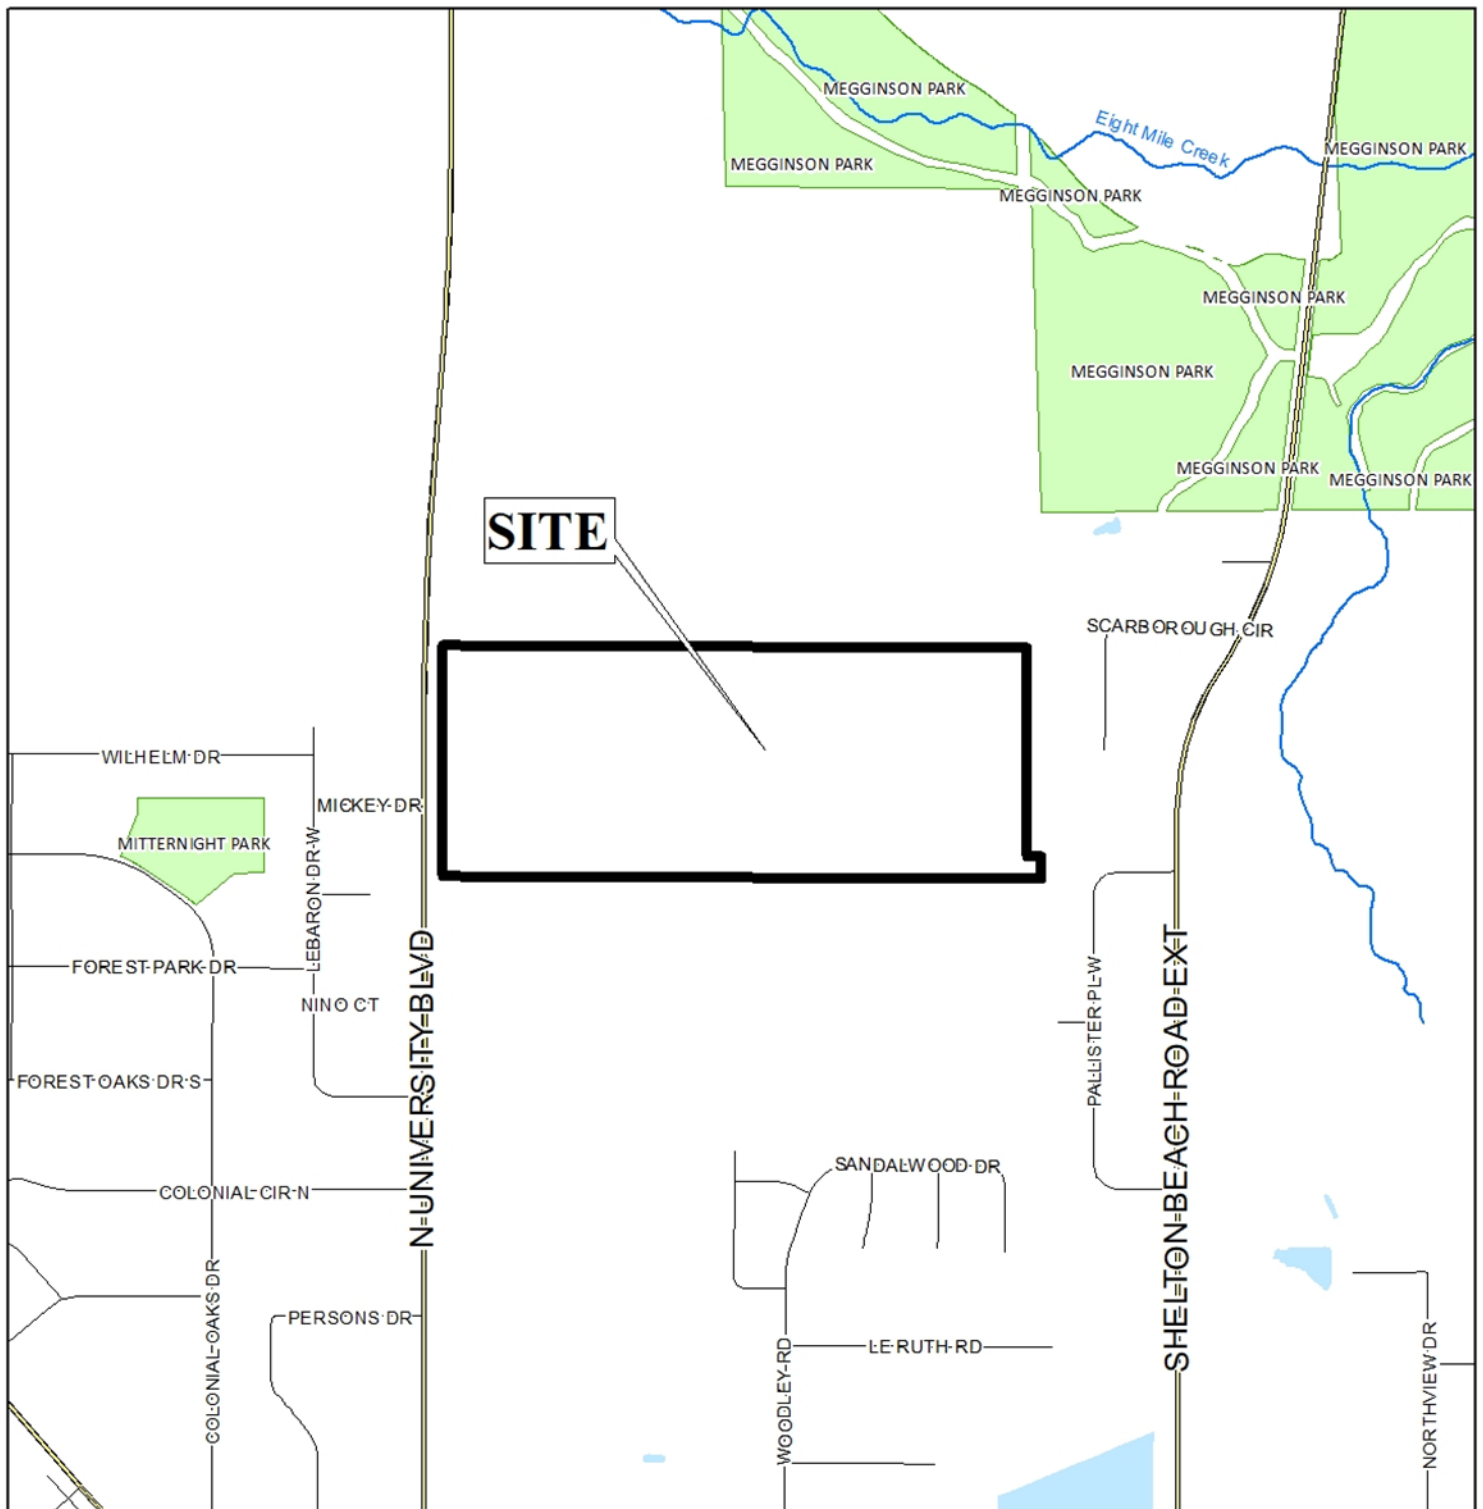 MEGGINSON PARK
Eight Mile Creek
MEGGINSON PARK
MEGGINSON PARK
MEGGINSON PARK
MEGGINSON PARK
MEGGINSON PARK
MEGGINSON PARK
MEGGINSON PARK
SITE
SCARBOROUGH CIR
WILHELM DR
MICKEY DR
MITTERNIGHT PARK
LEBARON DR W
FOREST PARK DR
NINO CT
N UNIVERSITY BLVD
PALLISTER PL W
SHELTON BEACH ROAD EXT
FOREST OAKS DR S
SANDALWOOD DR
COLONIAL CIR N
COLONIAL OAKS DR
PERSONS DR
LE RUTH RD
WOODLEY RD
NORTHVIEW DR